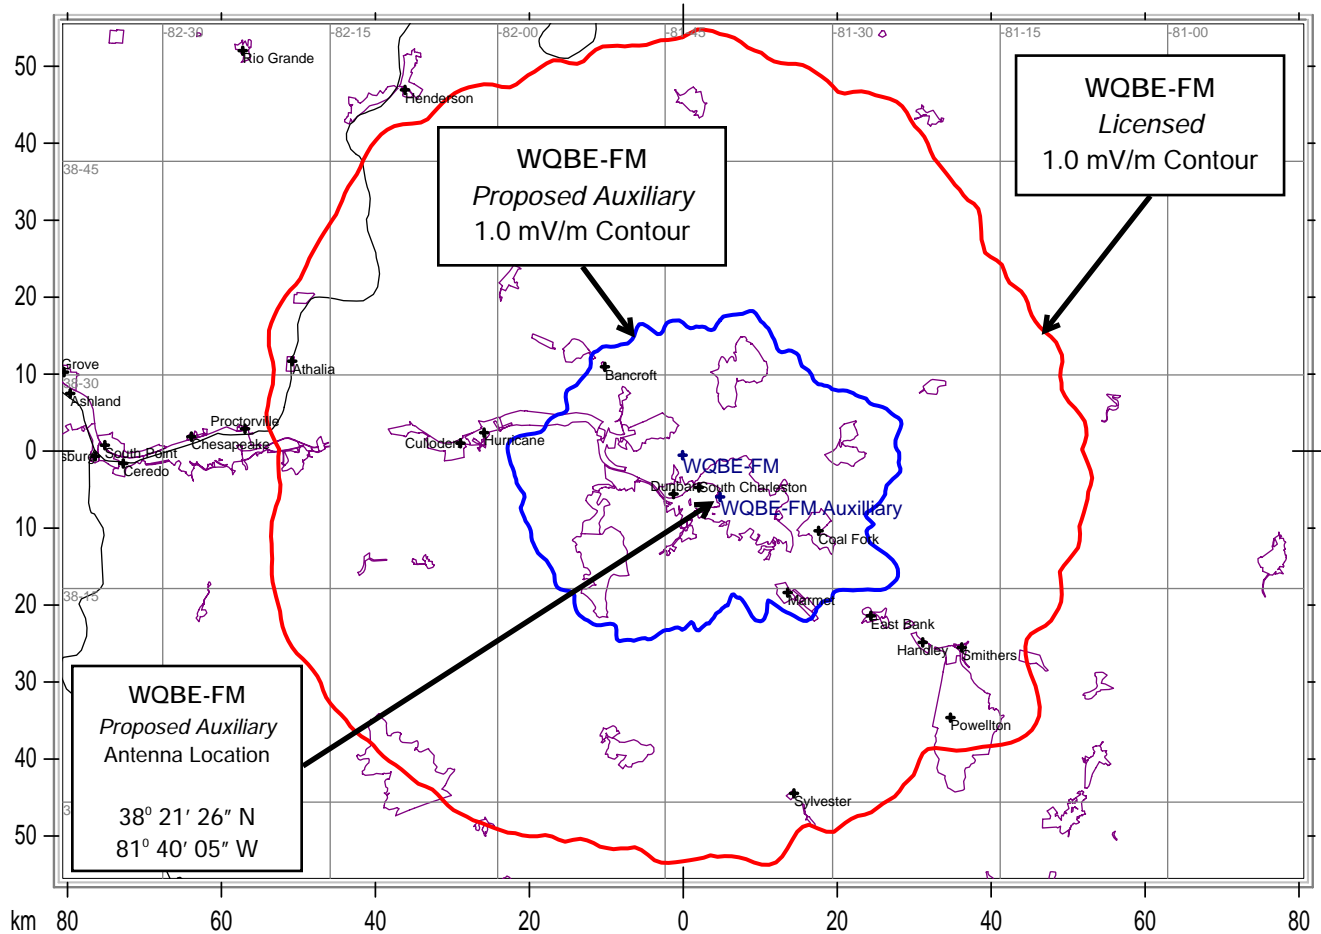 -82-30
-82-15
-82-00
-81-45
-81-30
-81-15
-81-00
50
40
30
20
10
0
10
20
30
40
50
38-45
38-30
38-15
Rio Grande
Henderson
WQBE-FM
Proposed Auxiliary
1.0 mV/m Contour
WQBE-FM
Licensed
1.0 mV/m Contour
Athalia
Bancroft
Grove
Ashland
Proctorville
Chesapeake
South Point
Ceredo
Culloden
Hurricane
WQBE-FM
Dunbar
South Charleston
WQBE-FM Auxilliary
Coal Fork
Marmet
East Bank
Handley
Smithers
Powellton
Sylvester
WQBE-FM
Proposed Auxiliary
Antenna Location
38⁰ 21' 26" N
81⁰ 40' 05" W
km
80
60
40
20
0
20
40
60
80